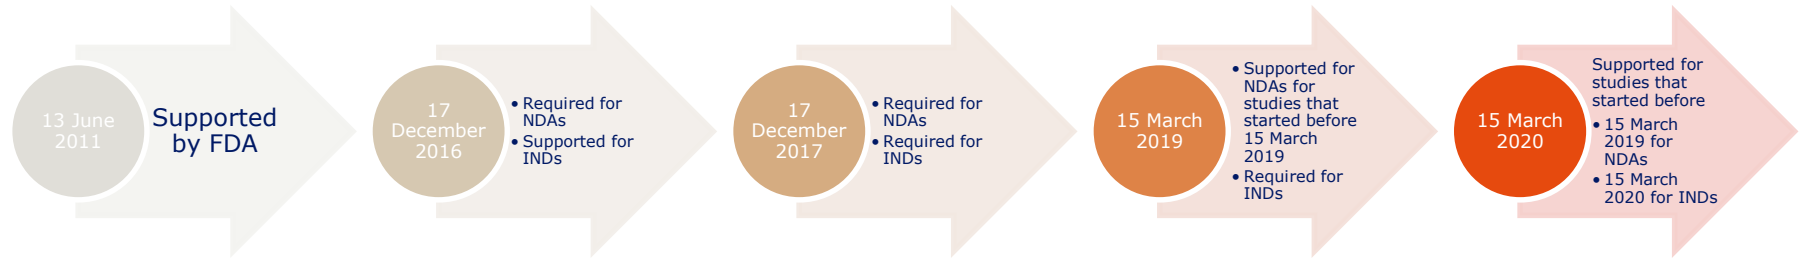 13 June
2011
Supported
by FDA
17
December
2016
• Required for
NDAs
• Supported for
INDs
17
December
2017
• Required for
NDAs
• Required for
INDs
15 March
2019
• Supported for
NDAs for
studies that
started before
15 March
2019
• Required for
INDs
15 March
2020
Supported for
studies that
started before
• 15 March
2019 for
NDAs
• 15 March
2020 for INDs